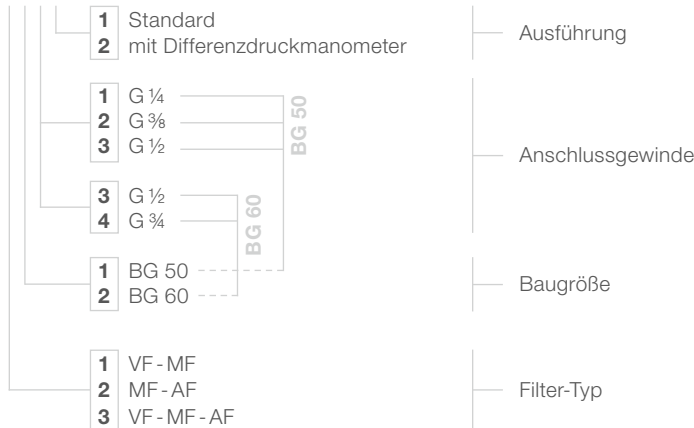 1 Standard
2 mit Differenzdruckmanometer
Ausführung
1 G ¼
2 G ⅜
3 G ½
BG 50
Anschlussgewinde
3 G ½
4 G ¾
BG 60
1 BG 50
2 BG 60
Baugröße
1 VF - MF
2 MF - AF
3 VF - MF - AF
Filter-Typ